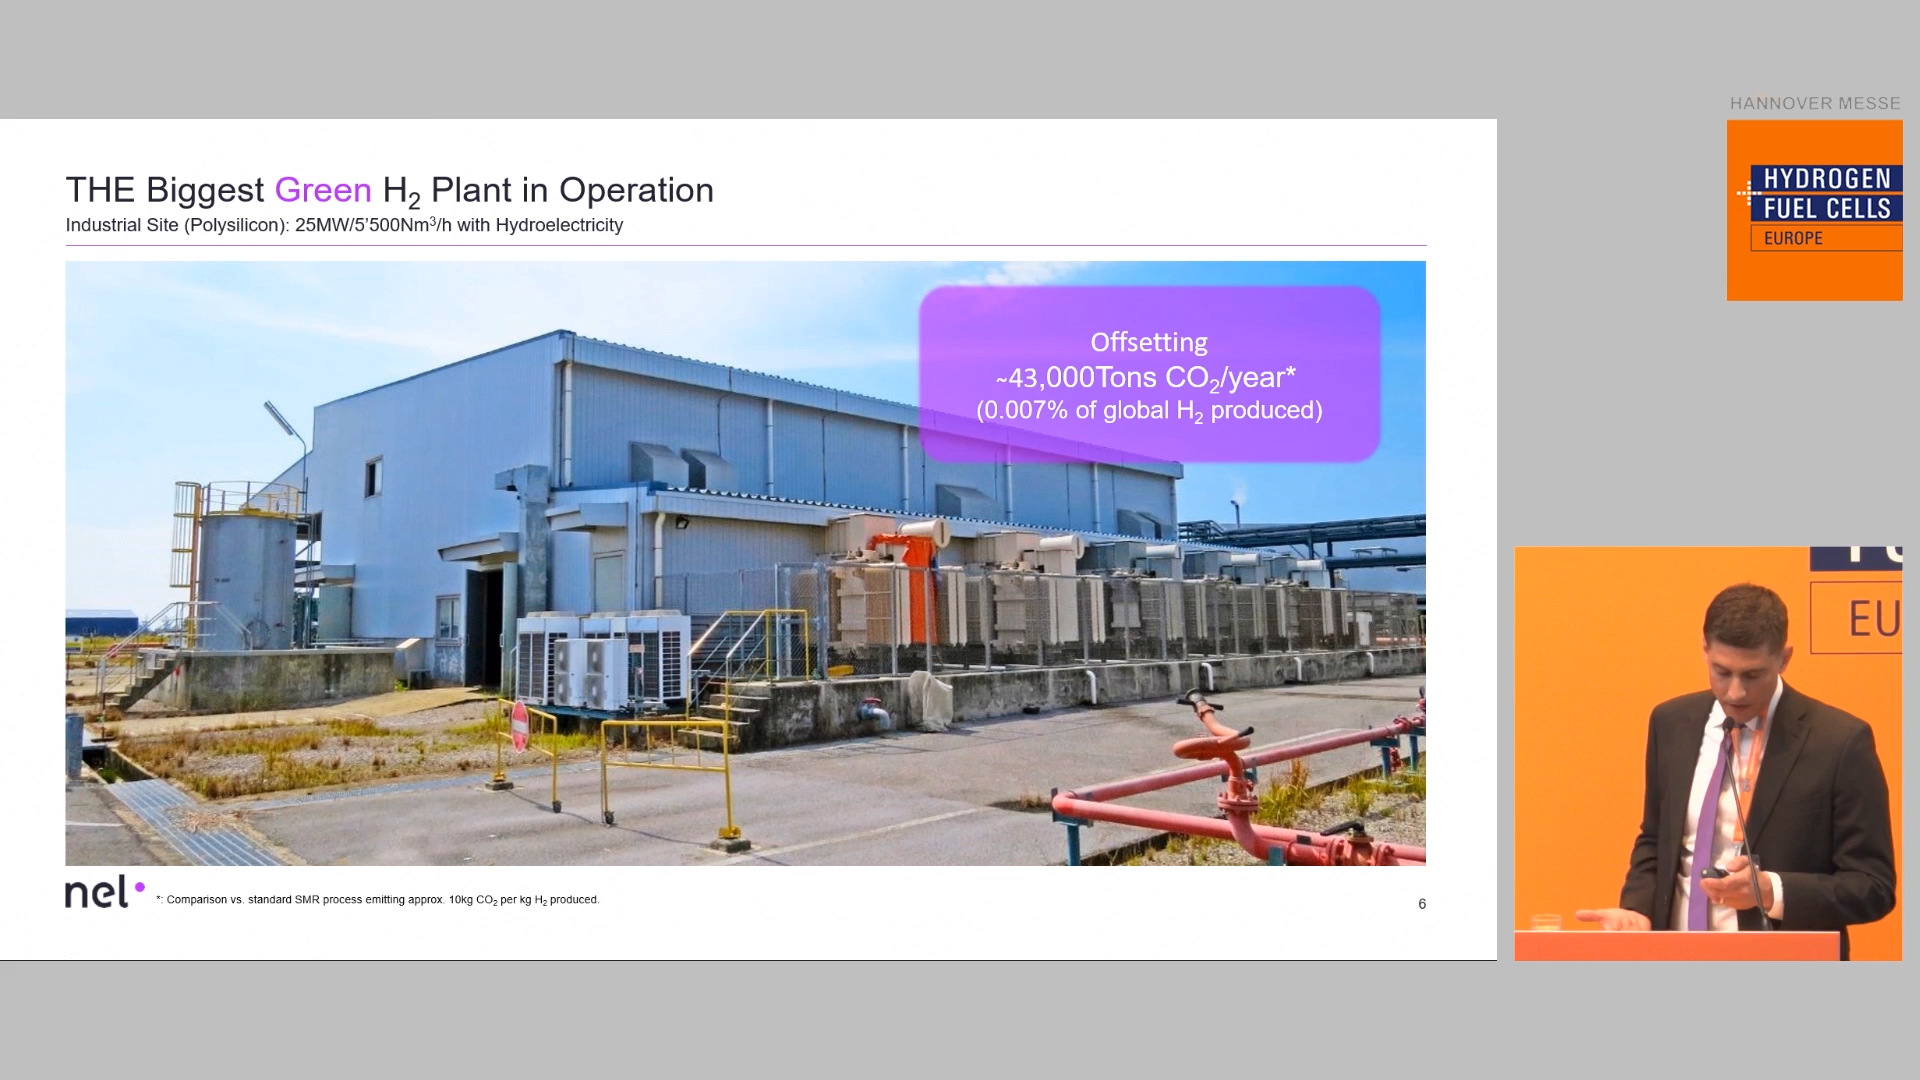 HANNOVER MESSE
HYDROGEN
FUEL CELLS
EUROPE
THE Biggest Green H₂ Plant in Operation
Industrial Site (Polysilicon): 25MW/5’500Nm³/h with Hydroelectricity
Offsetting
~43,000Tons CO₂/year*
(0.007% of global H₂ produced)
EU
nel
*: Comparison vs. standard SMR process emitting approx. 10kg CO₂ per kg H₂ produced.
6